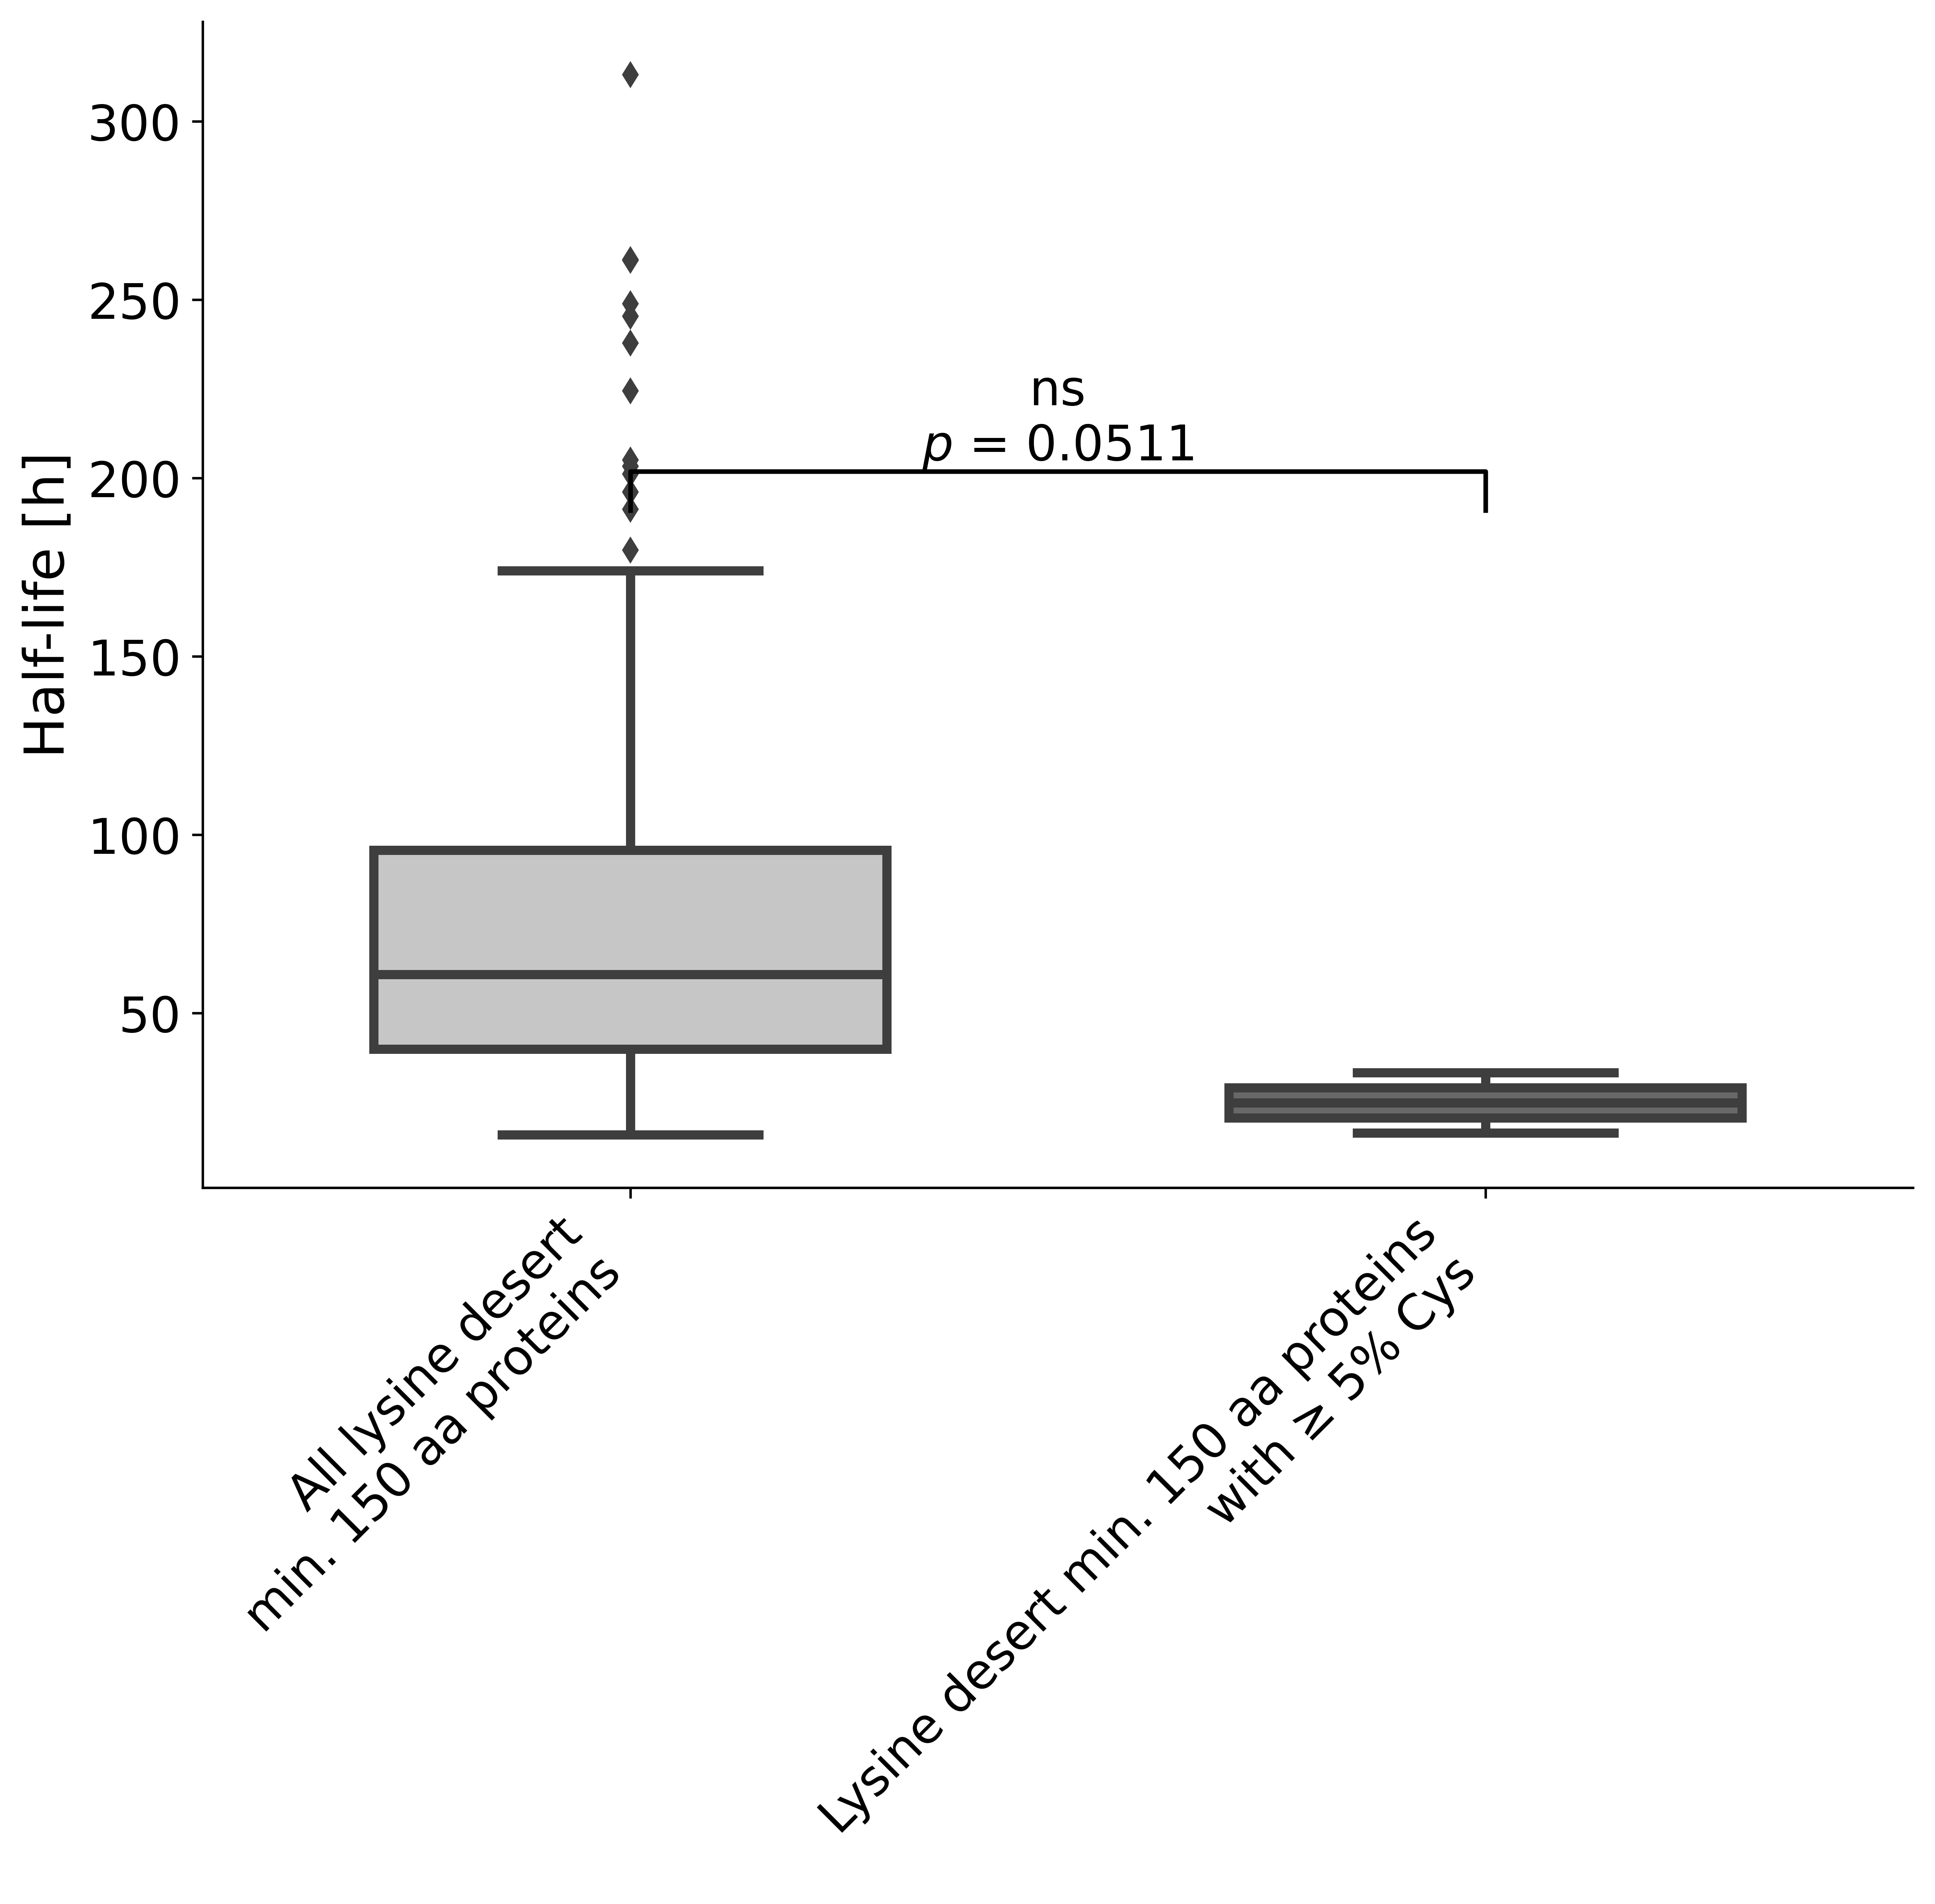 300
250
200
150
100
50
Half-life [h]
ns
p = 0.0511
All lysine desert
min. 150 aa proteins
Lysine desert min. 150 aa proteins
with ≥ 5% Cys